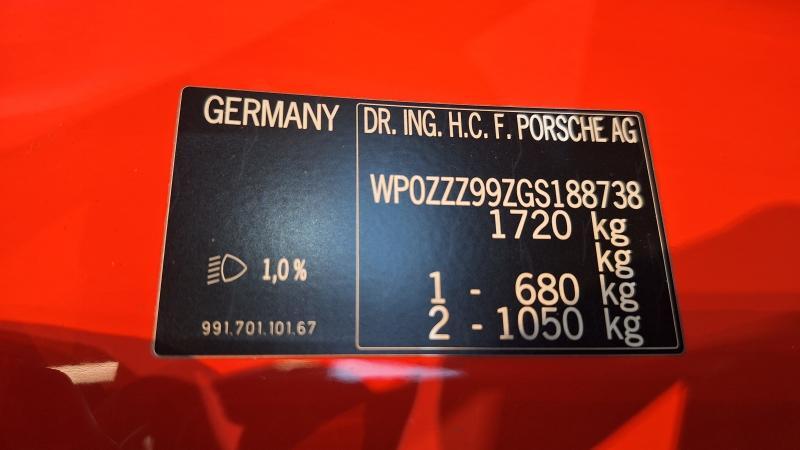 GERMANY
DR. ING. H.C. F. PORSCHE AG
WP0ZZZ99ZGS188738
1720 kg
kg
1 - 680 kg
2 - 1050 kg
1,0 %
991.701.101.67